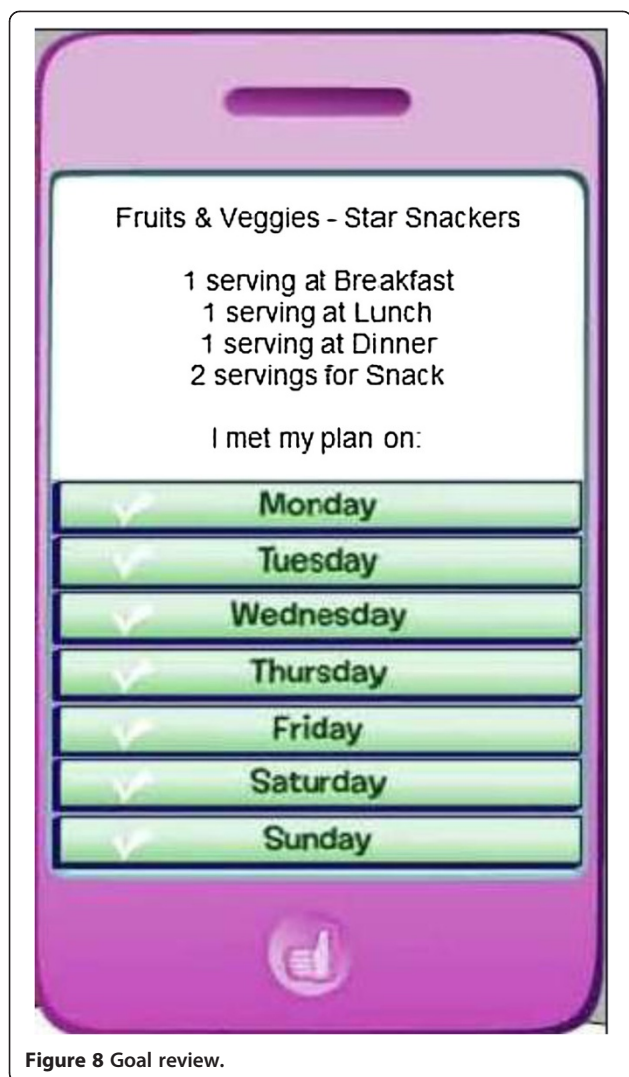 Fruits & Veggies - Star Snackers
1 serving at Breakfast
1 serving at Lunch
1 serving at Dinner
2 servings for Snack
I met my plan on:
Monday
Tuesday
Wednesday
Thursday
Friday
Saturday
Sunday
Figure 8 Goal review.